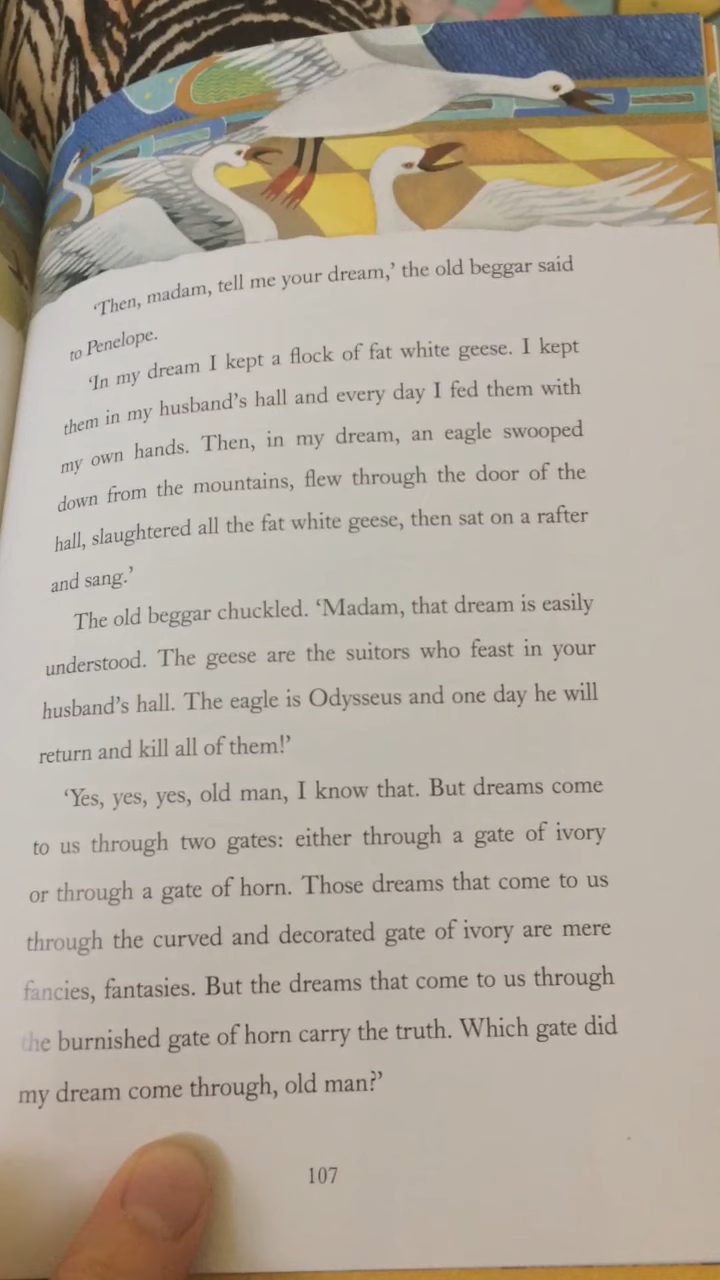 ‘Then, madam, tell me your dream,’ the old beggar said
to Penelope.
‘In my dream I kept a flock of fat white geese. I kept
them in my husband’s hall and every day I fed them with
my own hands. Then, in my dream, an eagle swooped
down from the mountains, flew through the door of the
hall, slaughtered all the fat white geese, then sat on a rafter
and sang.’
The old beggar chuckled. ‘Madam, that dream is easily
understood. The geese are the suitors who feast in your
husband’s hall. The eagle is Odysseus and one day he will
return and kill all of them!’
‘Yes, yes, yes, old man, I know that. But dreams come
to us through two gates: either through a gate of ivory
or through a gate of horn. Those dreams that come to us
through the curved and decorated gate of ivory are mere
fancies, fantasies. But the dreams that come to us through
the burnished gate of horn carry the truth. Which gate did
my dream come through, old man?’
107